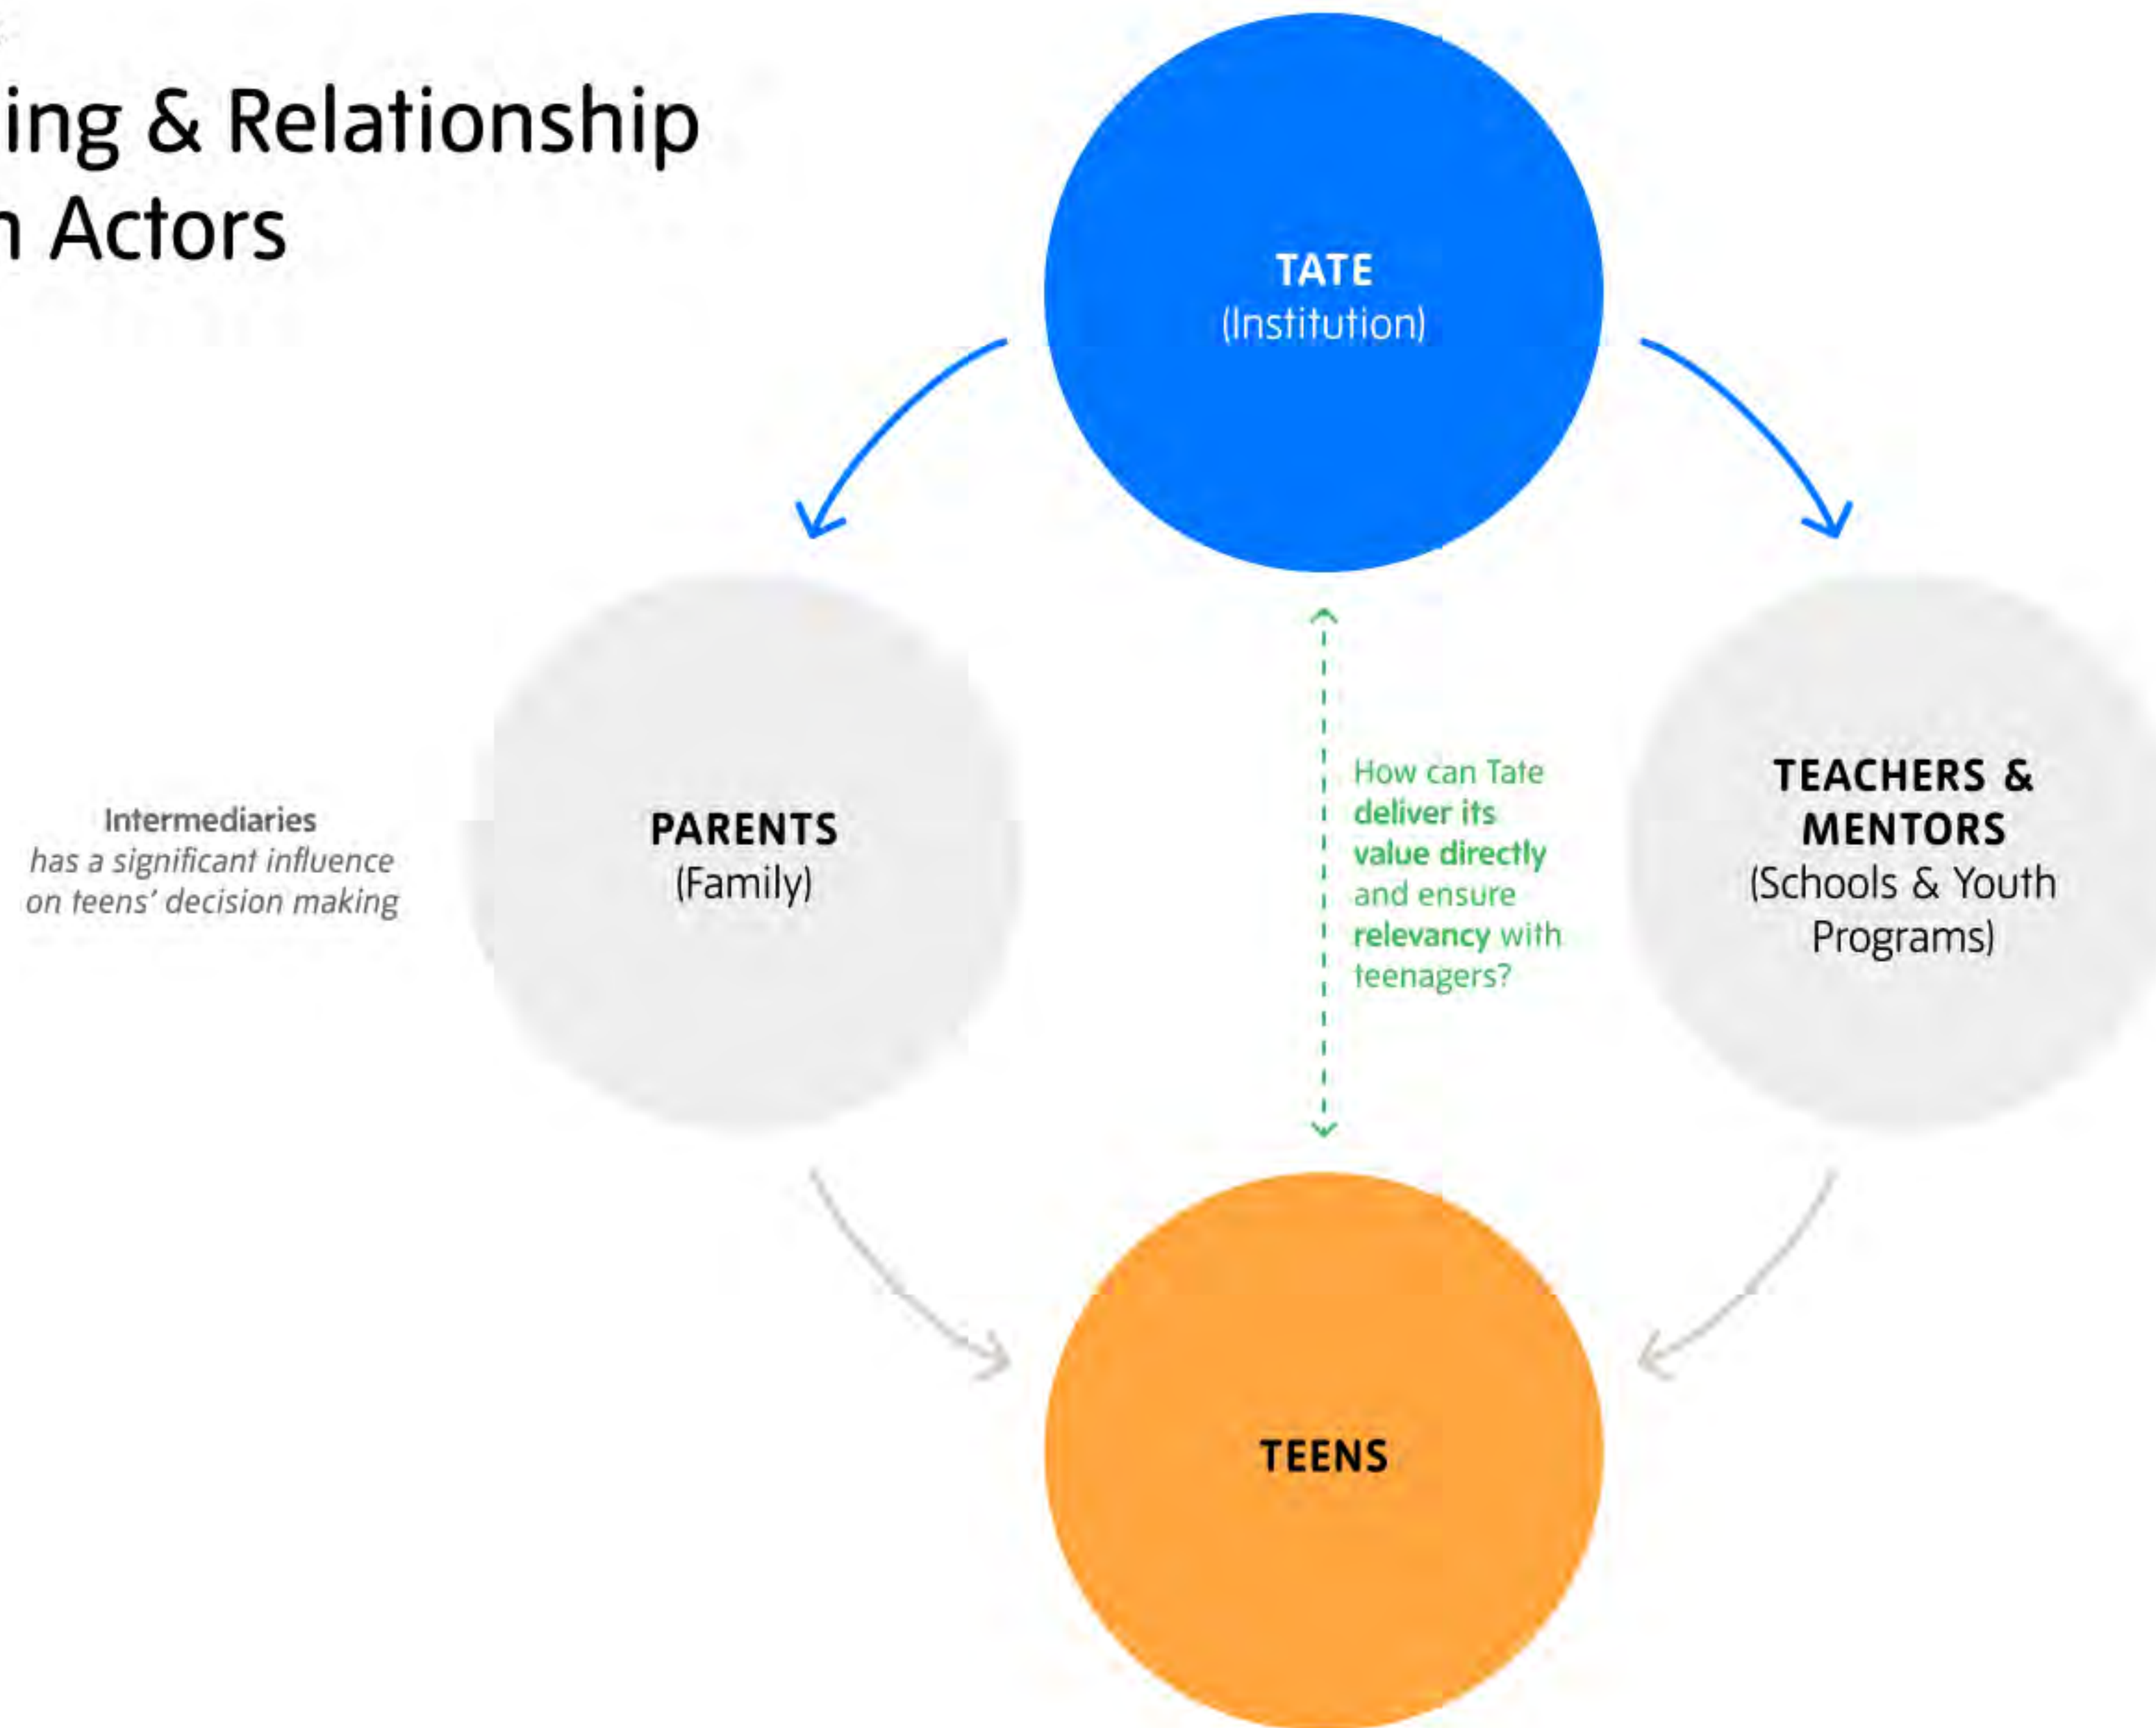 ing & Relationship
n Actors
TATE
(Institution)
Intermediaries
has a significant influence
on teens' decision making
PARENTS
(Family)
How can Tate
deliver its
value directly
and ensure
relevancy with
teenagers?
TEACHERS &
MENTORS
(Schools & Youth
Programs)
TEENS